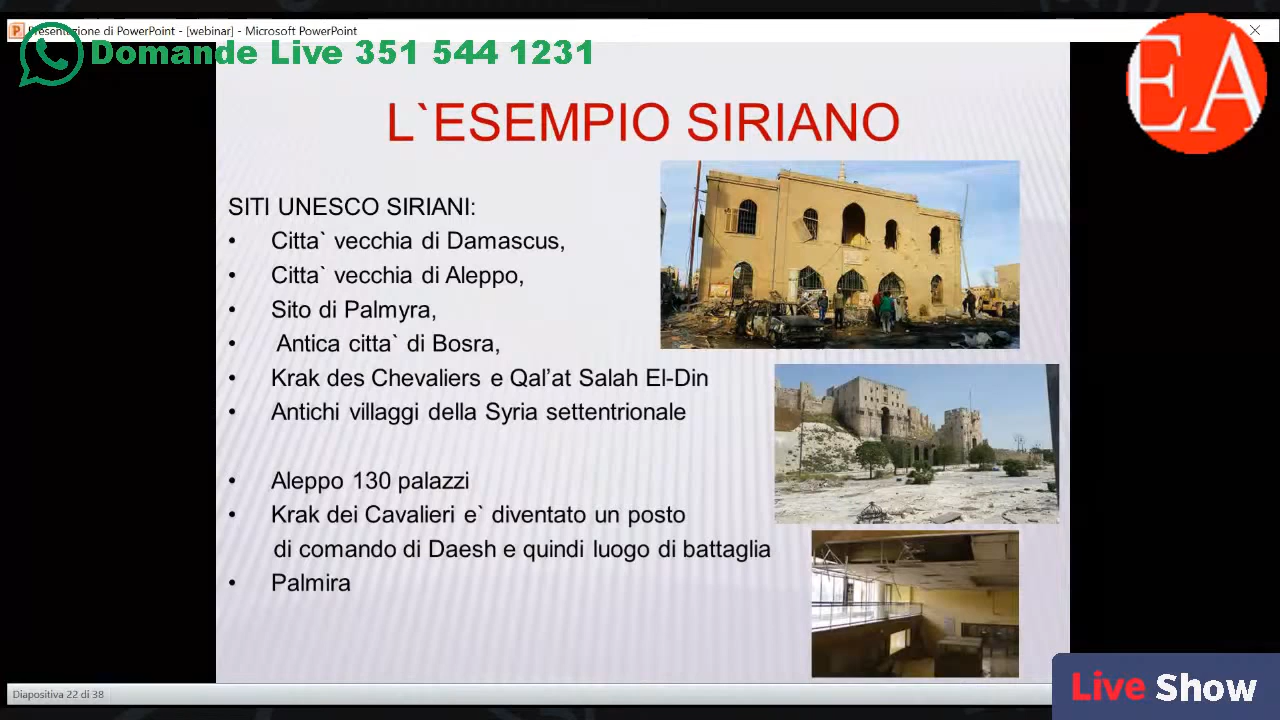 Presentazione di PowerPoint - [webinar] - Microsoft PowerPoint
Domande Live 351 544 1231
EA
L`ESEMPIO SIRIANO
SITI UNESCO SIRIANI:
• Citta` vecchia di Damascus,
• Citta` vecchia di Aleppo,
• Sito di Palmyra,
• Antica citta` di Bosra,
• Krak des Chevaliers e Qal’at Salah El-Din
• Antichi villaggi della Syria settentrionale
• Aleppo 130 palazzi
• Krak dei Cavalieri e` diventato un posto
di comando di Daesh e quindi luogo di battaglia
• Palmira
Diapositiva 22 di 38
Live Show